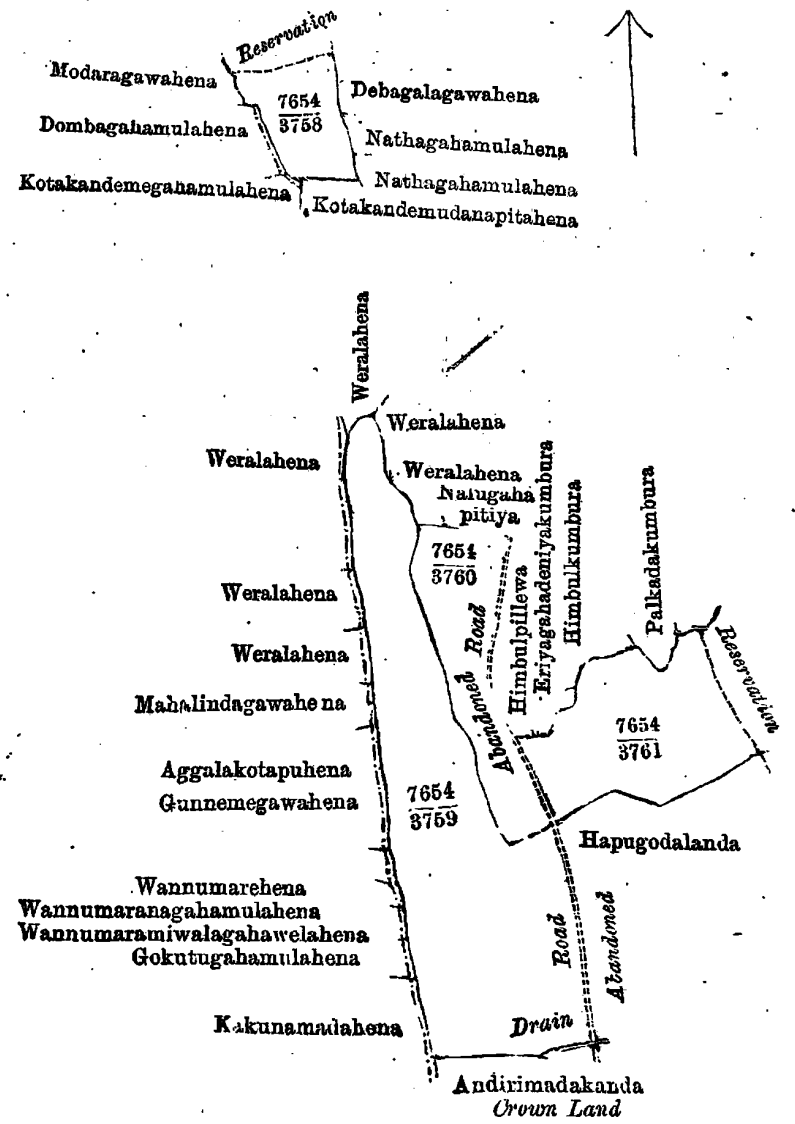 Reservation
Modaragawahena
Debagalagawahena
7654
3758
Dombagahamulahena
Nathagahamulahena
Kotakandemegahamulahena
Nathagahamulahena
Kotakandemudanapitahena
Weralahena
Weralahena
Weralahena
Weralahena
Nalugaha
pitiya
7654
3760
Himbulpillewa
Eriyagahadeniyakumbura
Himbulkumbura
Palkadakumbura
Reservation
Abandoned Road
Weralahena
Weralahena
Mahalindagawahena
7654
3761
Aggalakotapuhena
Gunnemegawahena
7654
3759
Hapugodalanda
Wannumarehena
Wannumaranagahamulahena
Wannumaramiwalagahawelahena
Gokutugahamulahena
Road
Abandoned
Kakunamadahena
Drain
Andirimadakanda
Crown Land